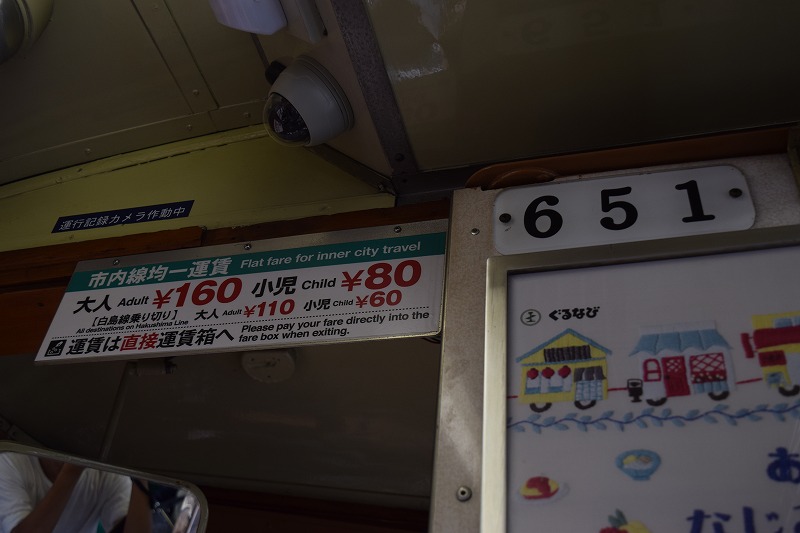 運行記録カメラ作動中
市内線均一運賃 Flat fare for inner city travel
大人 Adult ¥160 小児 Child ¥80
[白島線乗り切り] 大人 Adult ¥110 小児 Child ¥60
All destinations on Hakushima Line
運賃は直接運賃箱へ Please pay your fare directly into the
fare box when exiting.
651
ぐるなび
お
なじ